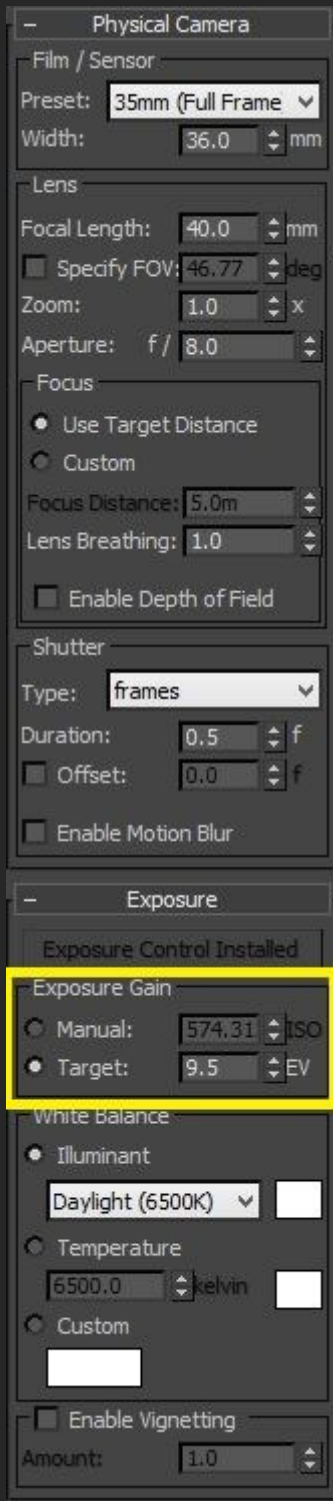 − Physical Camera
Film / Sensor
Preset: 35mm (Full Frame
Width: 36.0 mm
Lens
Focal Length: 40.0 mm
Specify FOV: 46.77 deg
Zoom: 1.0 x
Aperture: f / 8.0
Focus
Use Target Distance
Custom
Focus Distance: 5.0m
Lens Breathing: 1.0
Enable Depth of Field
Shutter
Type: frames
Duration: 0.5 f
Offset: 0.0 f
Enable Motion Blur
− Exposure
Exposure Control Installed
Exposure Gain
Manual: 574.31 ISO
Target: 9.5 EV
White Balance
Illuminant
Daylight (6500K)
Temperature
6500.0 kelvin
Custom
Enable Vignetting
Amount: 1.0